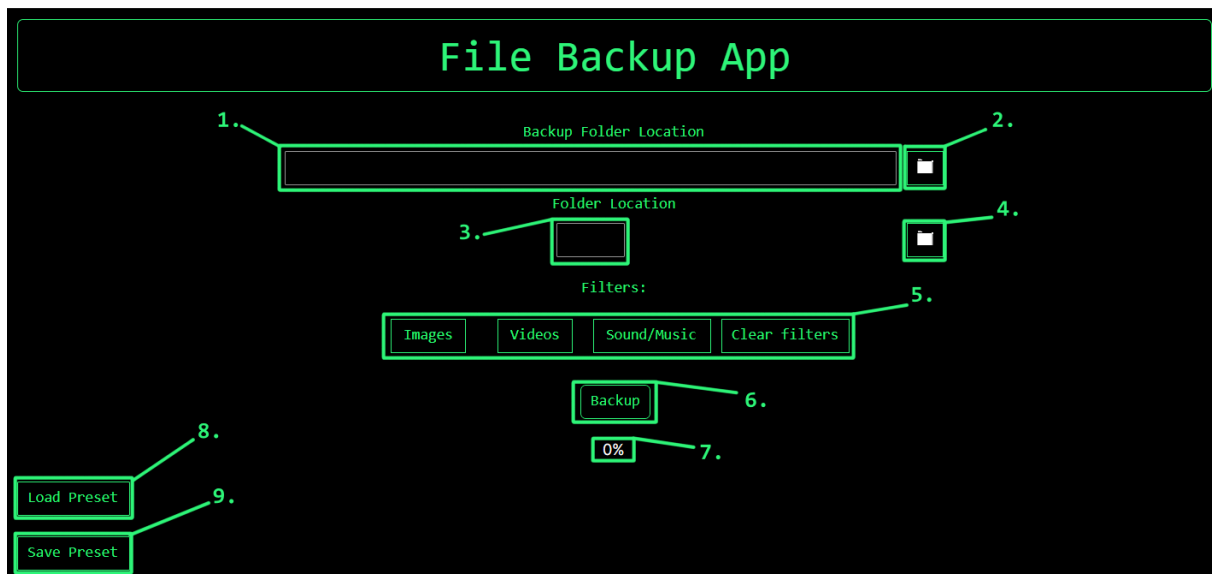 File Backup App
1.
Backup Folder Location
2.
Folder Location
3.
4.
Filters:
5.
Images Videos Sound/Music Clear filters
Backup
6.
0%
7.
8.
Load Preset
9.
Save Preset